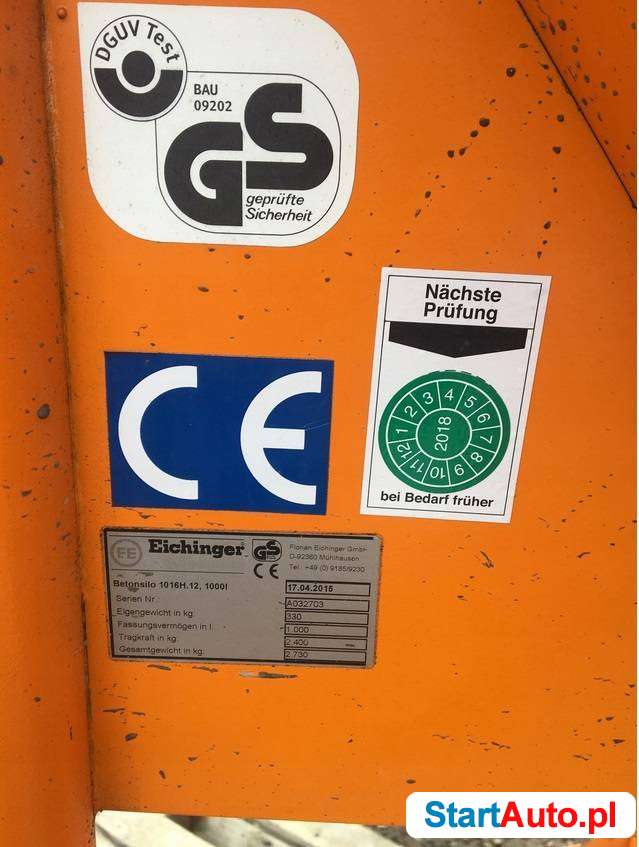 DGUV Test
BAU
09202
GS
geprüfte
Sicherheit
Nächste
Prüfung
1 2 3 4 5 6 7 8 9 10 11 12
2018
bei Bedarf früher
CE
EE Eichinger GS CE
Florian Eichinger GmbH
D-92360 Mühlhausen
Tel.: +49 (0) 9185/9230
Betonsilo 1016H.12, 1000l 17.04.2015
Serien Nr.: A032703
Eigengewicht in kg: 330
Fassungsvermögen in l: 1.000
Tragkraft in kg: 2.400
Gesamtgewicht in kg: 2.730
StartAuto.pl